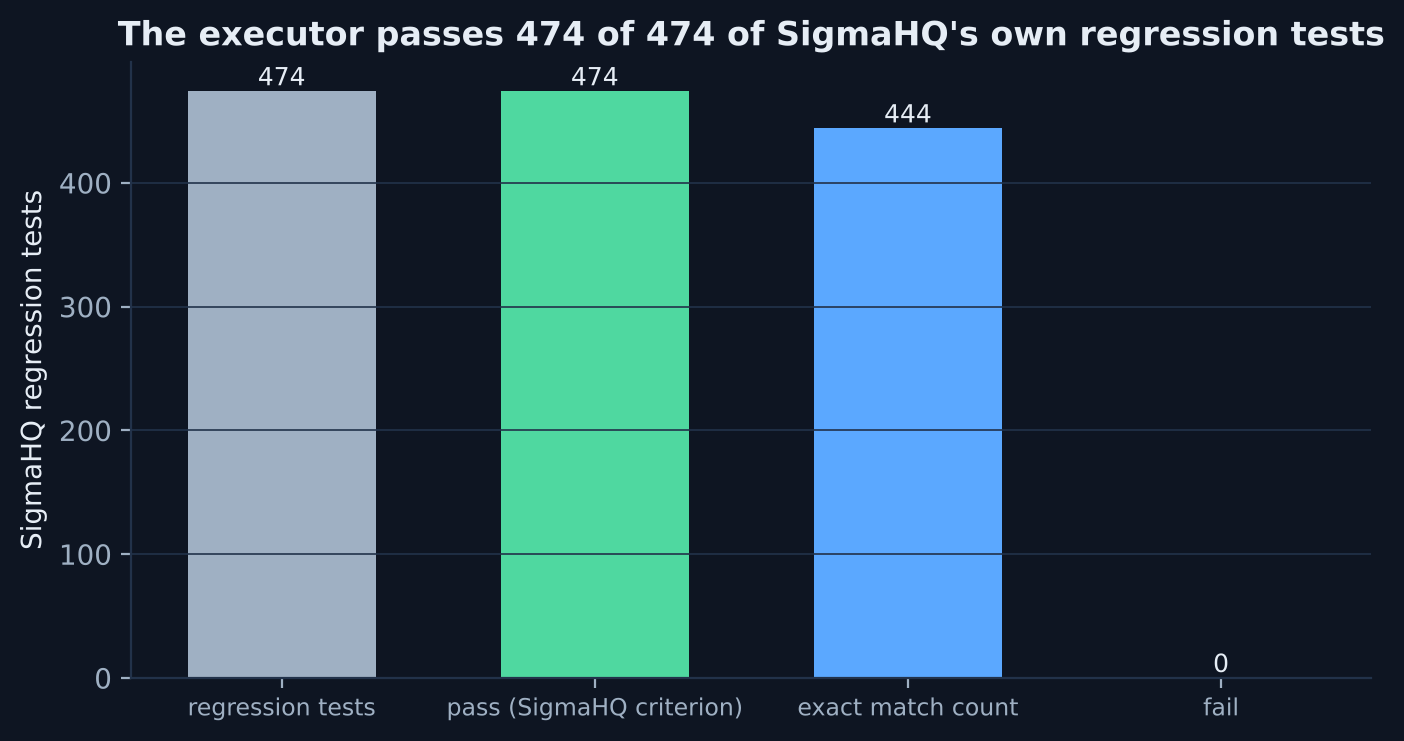 The executor passes 474 of 474 of SigmaHQ's own regression tests
474
474
444
0
SigmaHQ regression tests
400
300
200
100
0
regression tests
pass (SigmaHQ criterion)
exact match count
fail